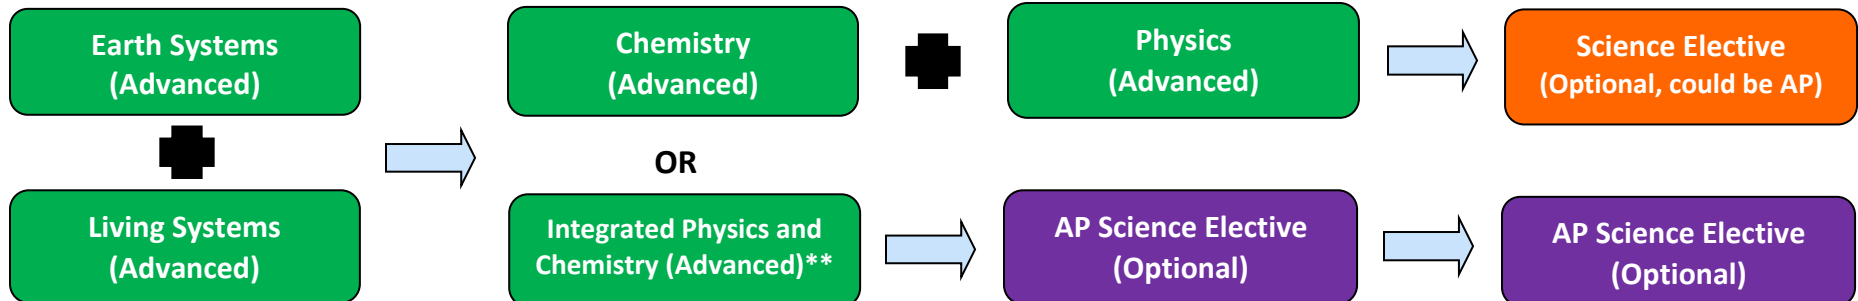 Earth Systems
(Advanced)
Chemistry
(Advanced)
Physics
(Advanced)
Science Elective
(Optional, could be AP)
OR
Living Systems
(Advanced)
Integrated Physics and
Chemistry (Advanced)**
AP Science Elective
(Optional)
AP Science Elective
(Optional)